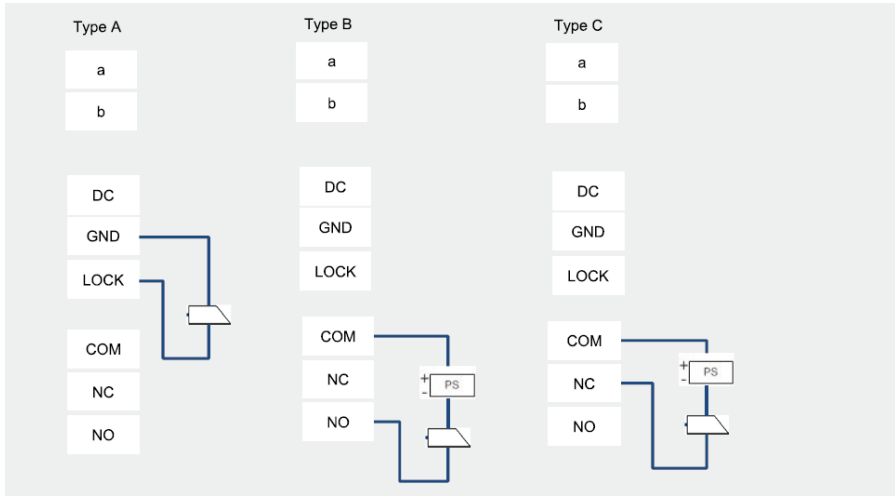 Type A
a
b
DC
GND
LOCK
COM
NC
NO
Type B
a
b
DC
GND
LOCK
COM
NC
NO
+
-
PS
Type C
a
b
DC
GND
LOCK
COM
NC
NO
+
-
PS